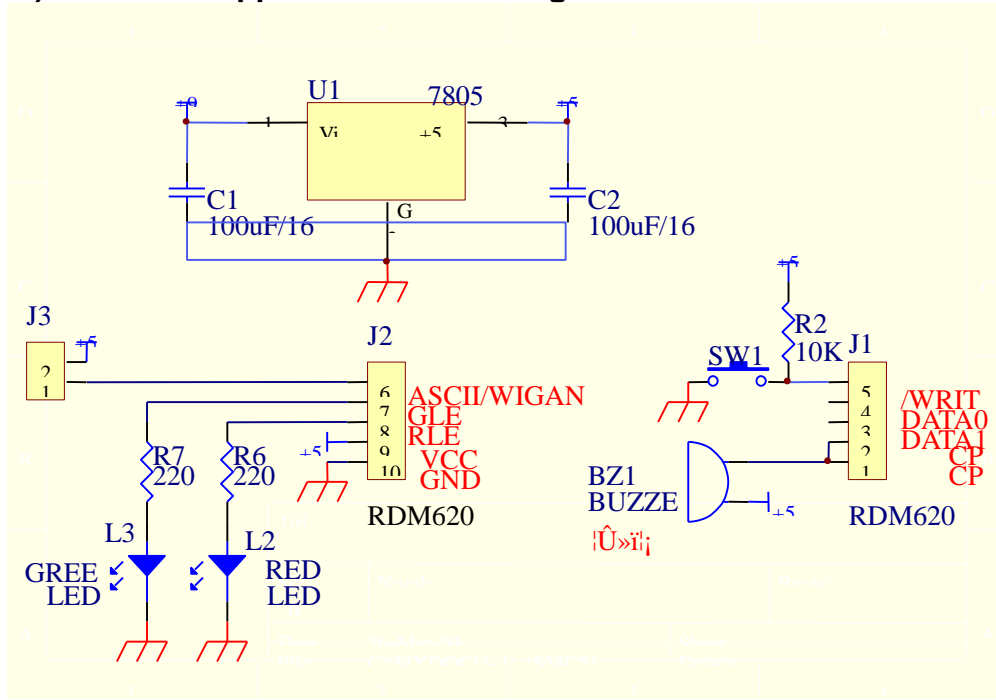 U1
7805
+5
1
Vi
+5
3
C1
100uF/16
G
C2
100uF/16
J3
+5
2
1
J2
6
7
8
9
10
ASCII/WIGAN
GLE
RLE
VCC
GND
+5
RDM620
R7
220
R6
220
L3
GREE
LED
L2
RED
LED
+5
R2
10K
SW1
J1
5
4
3
2
1
/WRIT
DATA0
DATA1
CP
CP
BZ1
BUZZE
+5
RDM620
¦Û»ï¦¡